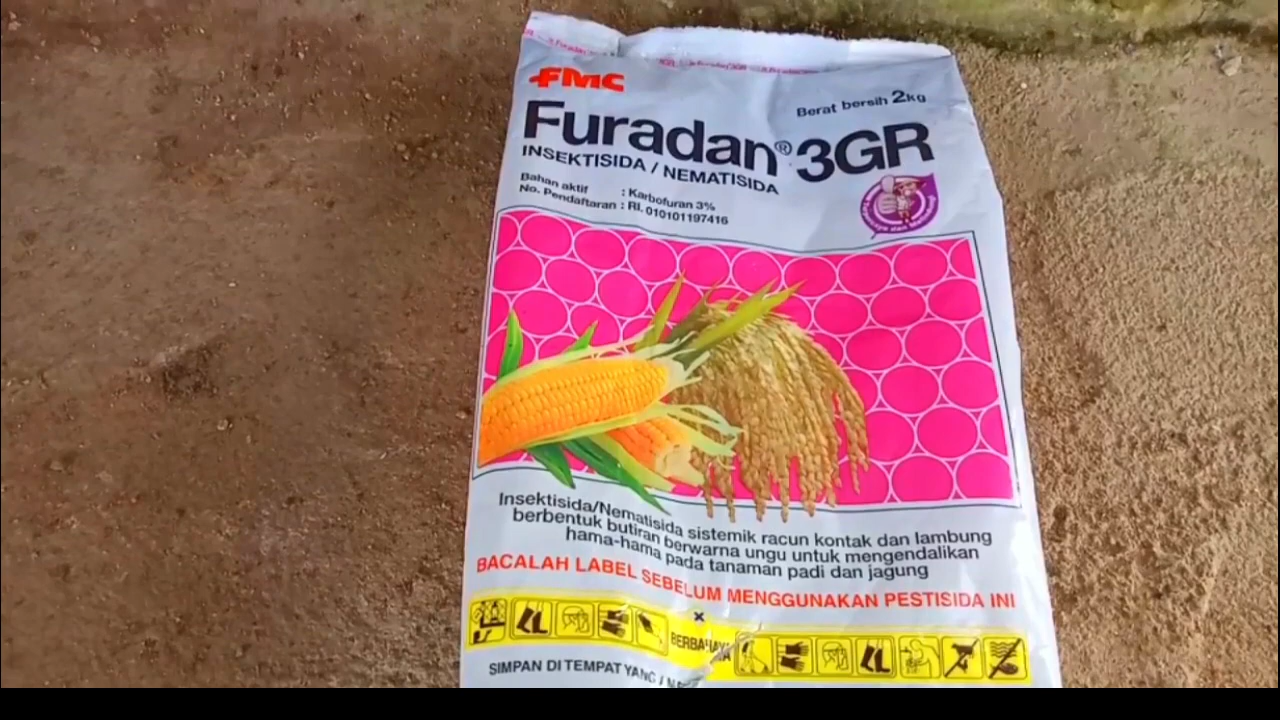 FMC
Berat bersih 2kg
Furadan® 3GR
INSEKTISIDA / NEMATISIDA
Bahan aktif : Karbofuran 3%
No. Pendaftaran : RI. 010101197416
Insektisida/Nematisida sistemik racun kontak dan lambung
berbentuk butiran berwarna ungu untuk mengendalikan
hama-hama pada tanaman padi dan jagung
BACALAH LABEL SEBELUM MENGGUNAKAN PESTISIDA INI
BERBAHAYA
SIMPAN DI TEMPAT YANG